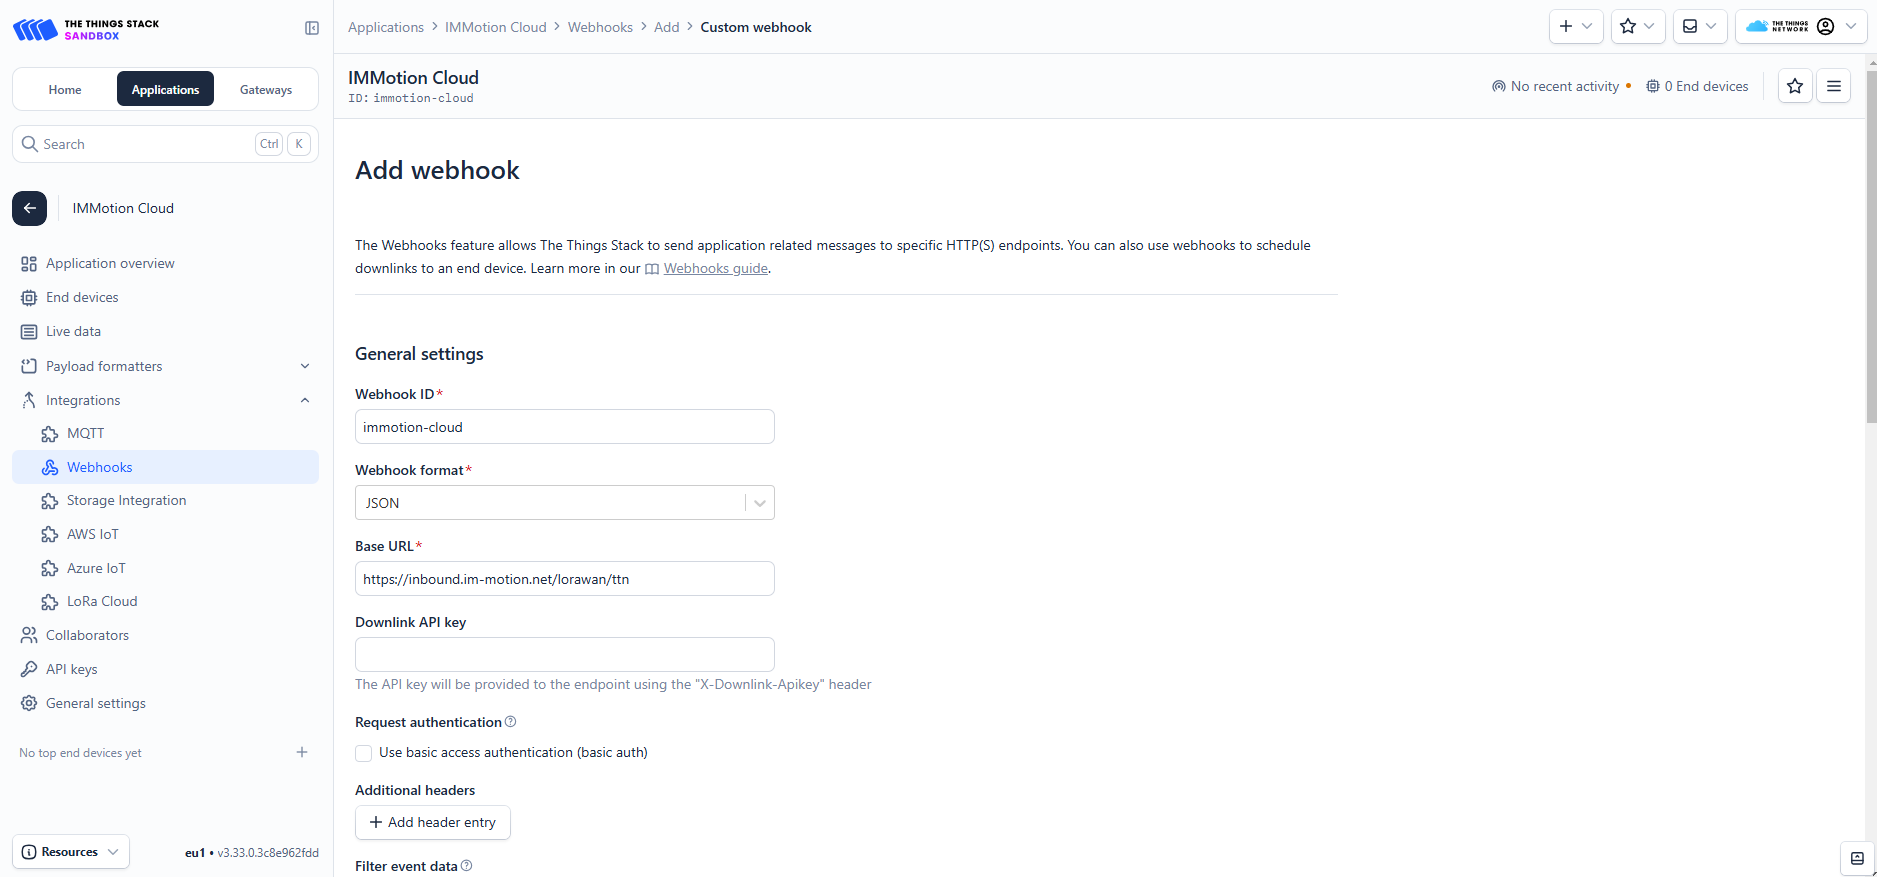 THE THINGS STACK
SANDBOX
Home
Applications
Gateways
Search
Ctrl
K
IMMotion Cloud
Application overview
End devices
Live data
Payload formatters
Integrations
MQTT
Webhooks
Storage Integration
AWS IoT
Azure IoT
LoRa Cloud
Collaborators
API keys
General settings
No top end devices yet
Resources
eu1 • v3.33.0.3c8e962fdd
Applications > IMMotion Cloud > Webhooks > Add > Custom webhook
THE THINGS
NETWORK
IMMotion Cloud
ID: immotion-cloud
No recent activity
0 End devices
Add webhook
The Webhooks feature allows The Things Stack to send application related messages to specific HTTP(S) endpoints. You can also use webhooks to schedule
downlinks to an end device. Learn more in our Webhooks guide.
General settings
Webhook ID*
immotion-cloud
Webhook format*
JSON
Base URL*
https://inbound.im-motion.net/lorawan/ttn
Downlink API key
The API key will be provided to the endpoint using the "X-Downlink-Apikey" header
Request authentication
Use basic access authentication (basic auth)
Additional headers
+ Add header entry
Filter event data